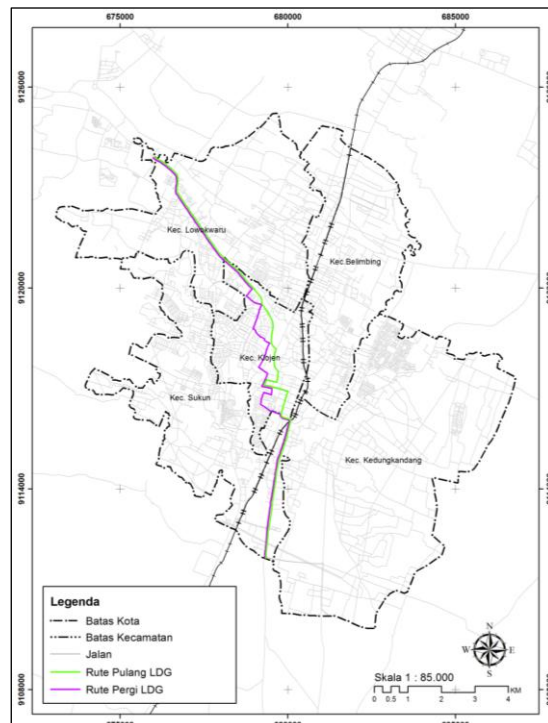 675000 680000 685000
9126000
Kec. Lowokwaru
Kec.Belimbing
9120000
Kec. Klojen
Kec. Sukun
Kec. Kedungkandang
9114000
Legenda
Batas Kota
Batas Kecamatan
Jalan
Rute Pulang LDG
Rute Pergi LDG
N
W E
S
Skala 1 : 85.000
0 0.5 1 2 3 4
KM
9108000